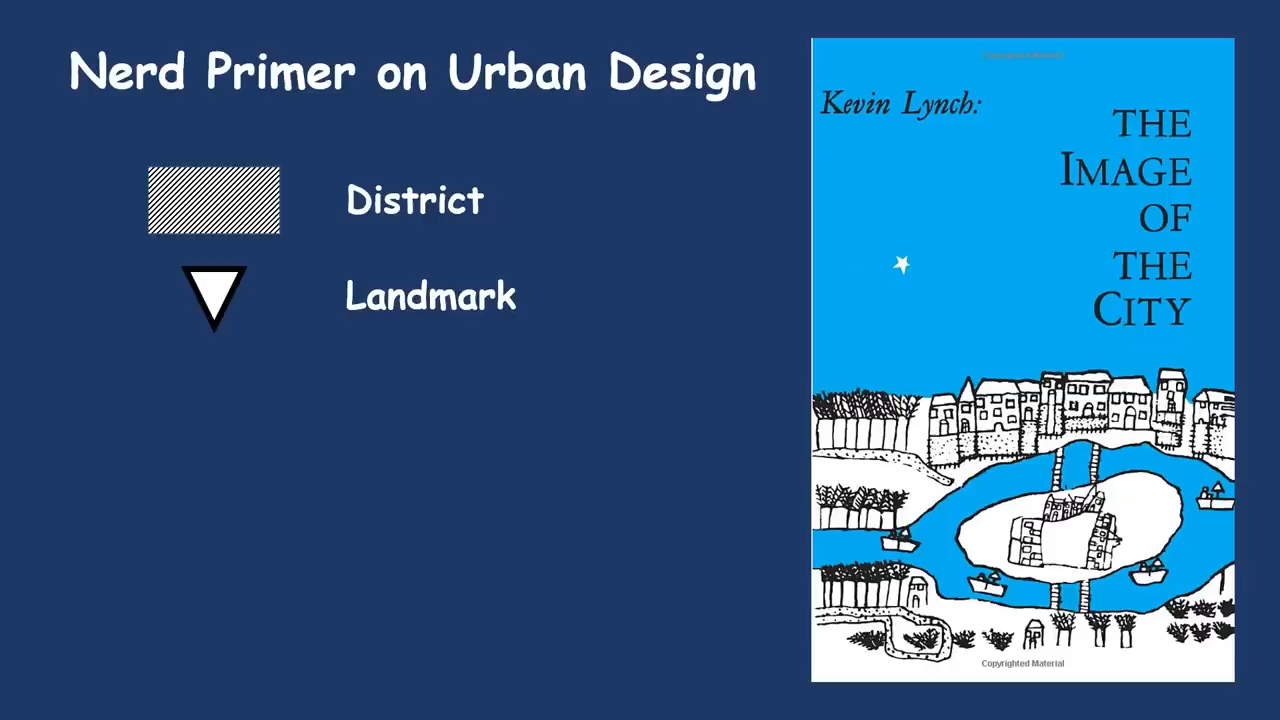 Nerd Primer on Urban Design
District
Landmark
Kevin Lynch:
THE
IMAGE
OF
THE
CITY
Copyrighted Material